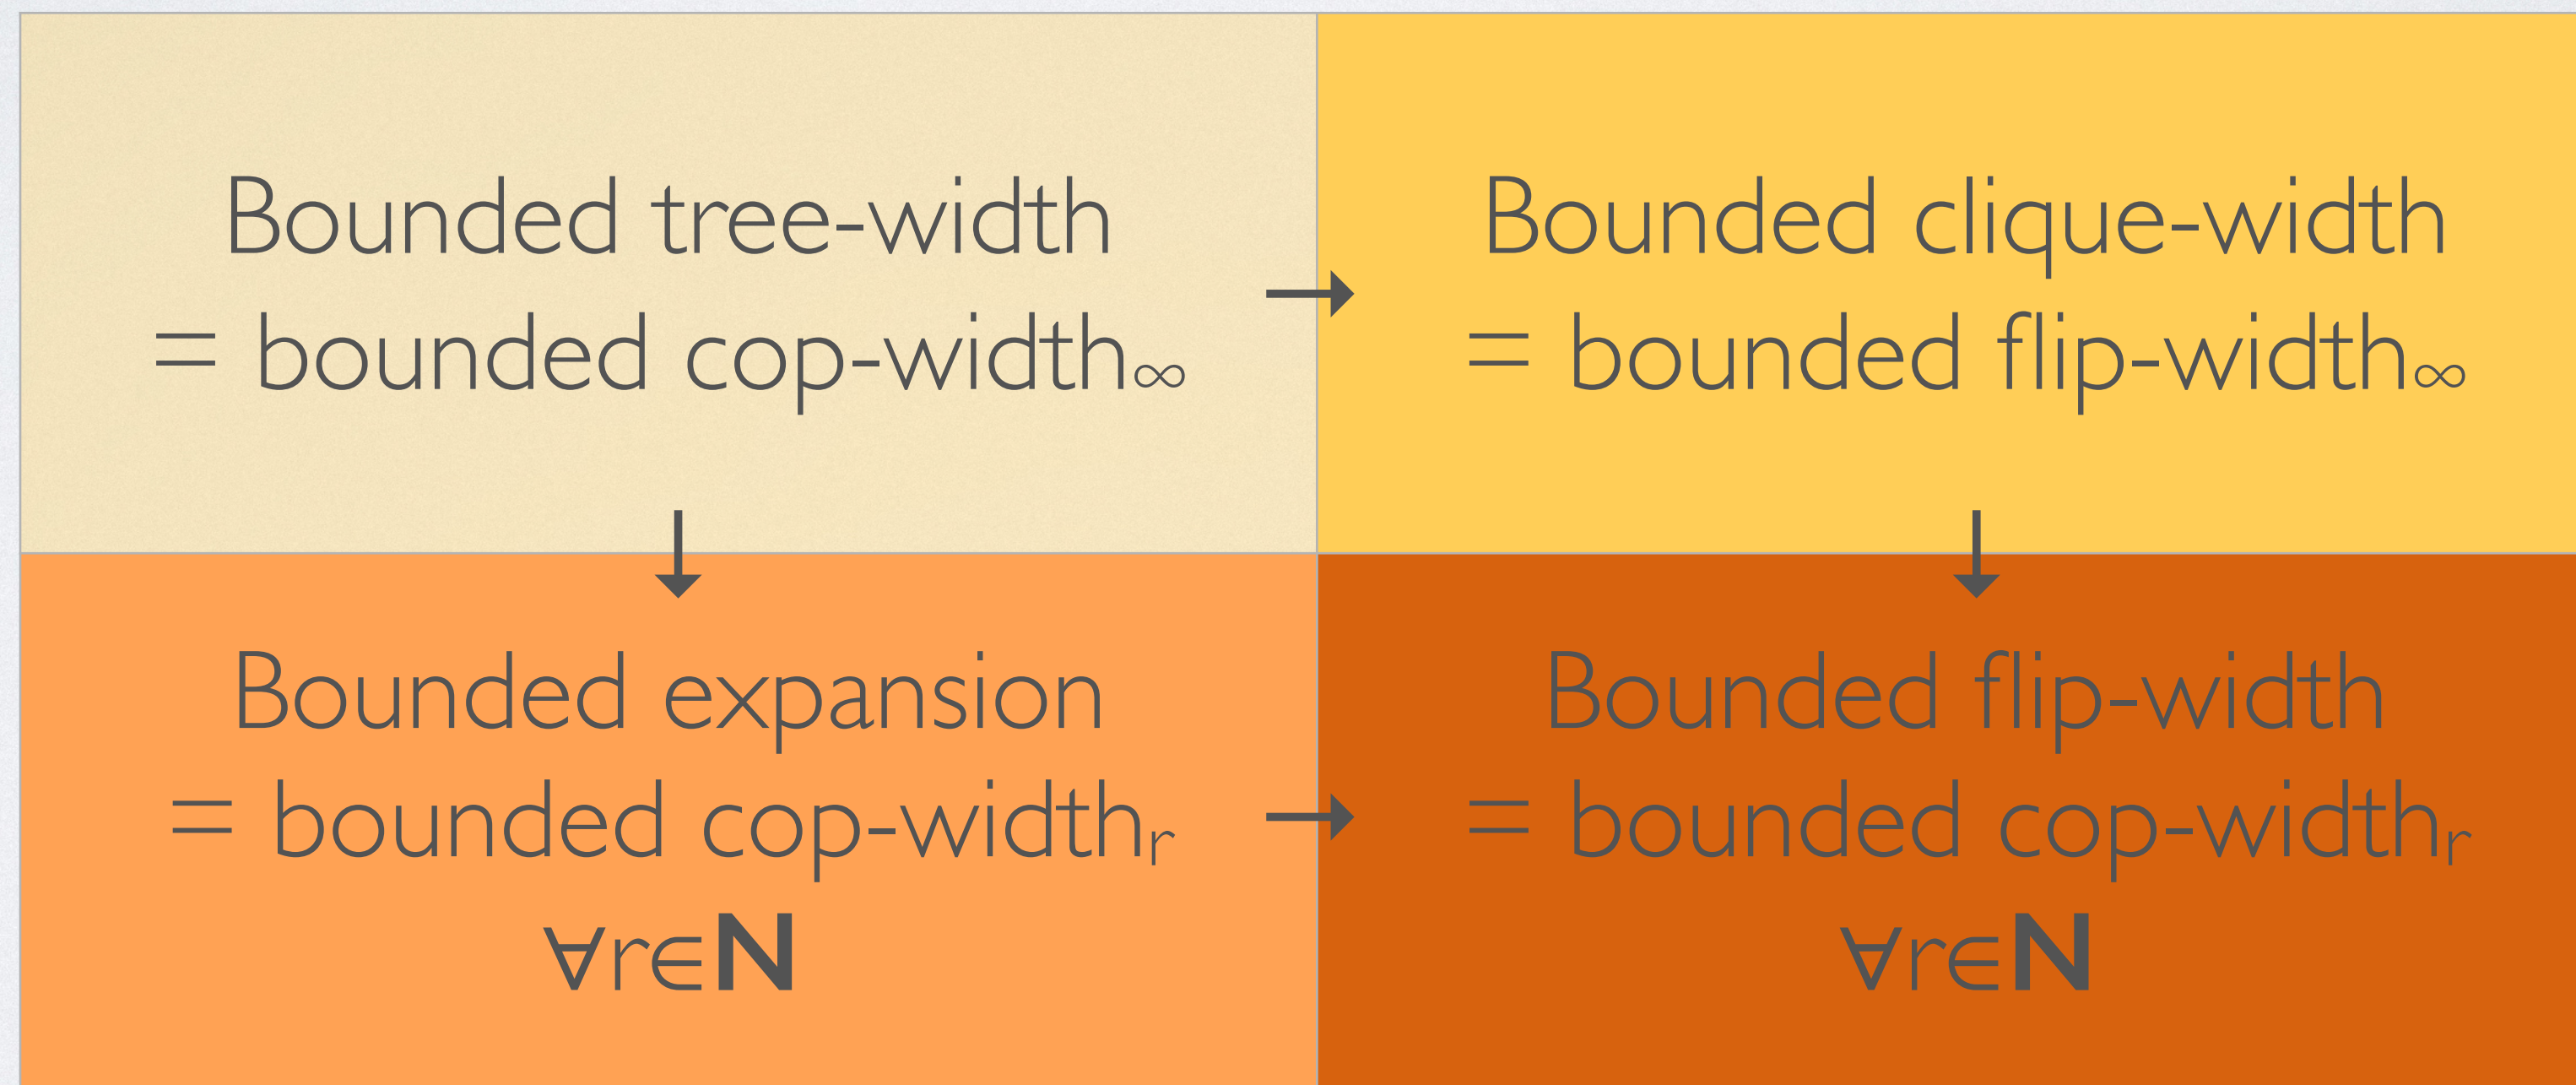 Bounded tree-width
= bounded cop-width∞
→
Bounded clique-width
= bounded flip-width∞
↓
↓
Bounded expansion
= bounded cop-widthᵣ
∀r∈N
→
Bounded flip-width
= bounded cop-widthᵣ
∀r∈N